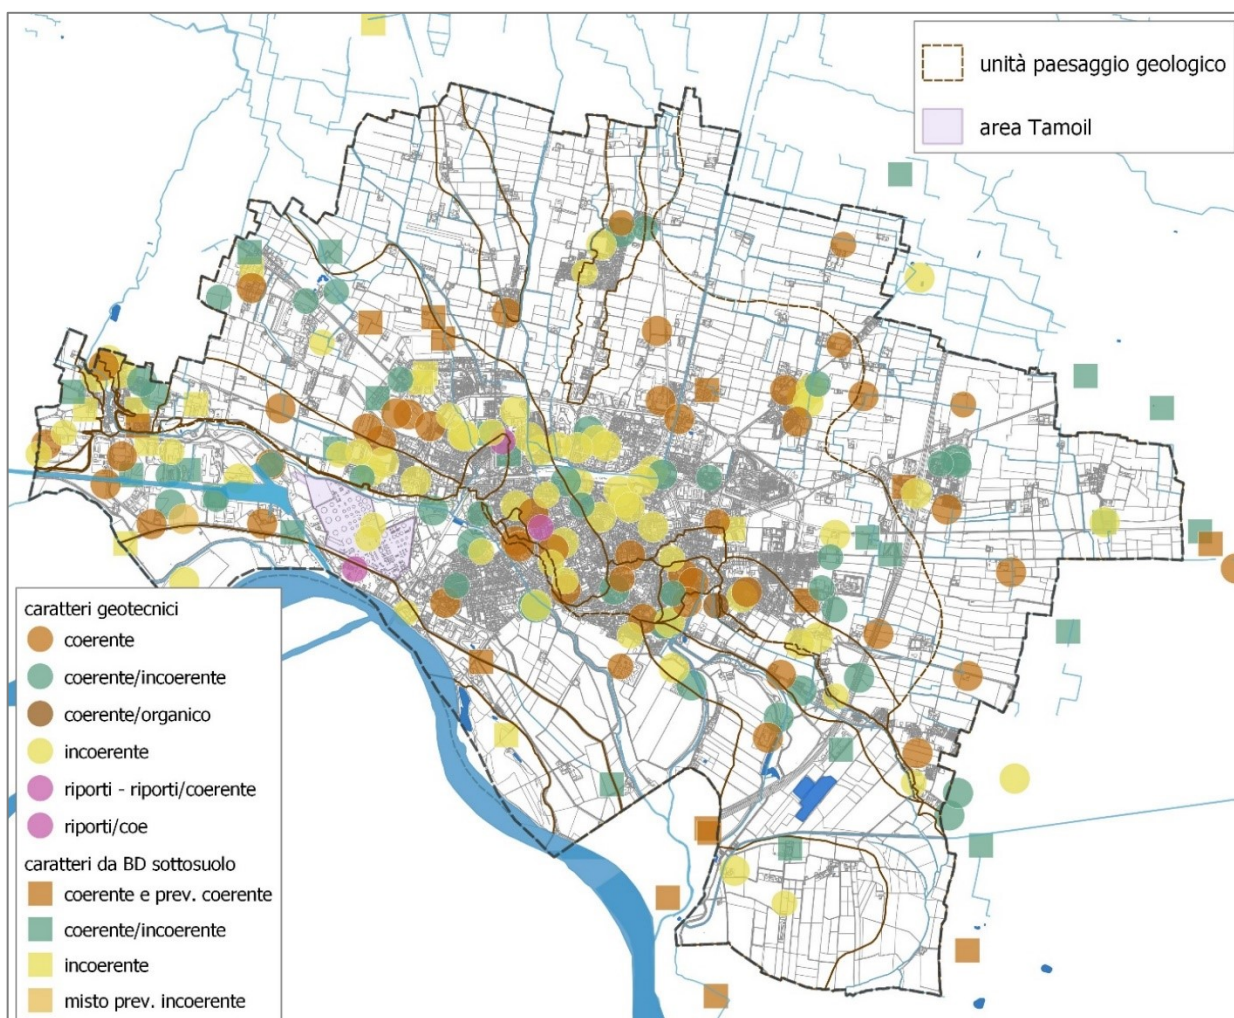 unità paesaggio geologico
area Tamoil
caratteri geotecnici
coerente
coerente/incoerente
coerente/organico
incoerente
riporti - riporti/coerente
riporti/coe
caratteri da BD sottosuolo
coerente e prev. coerente
coerente/incoerente
incoerente
misto prev. incoerente